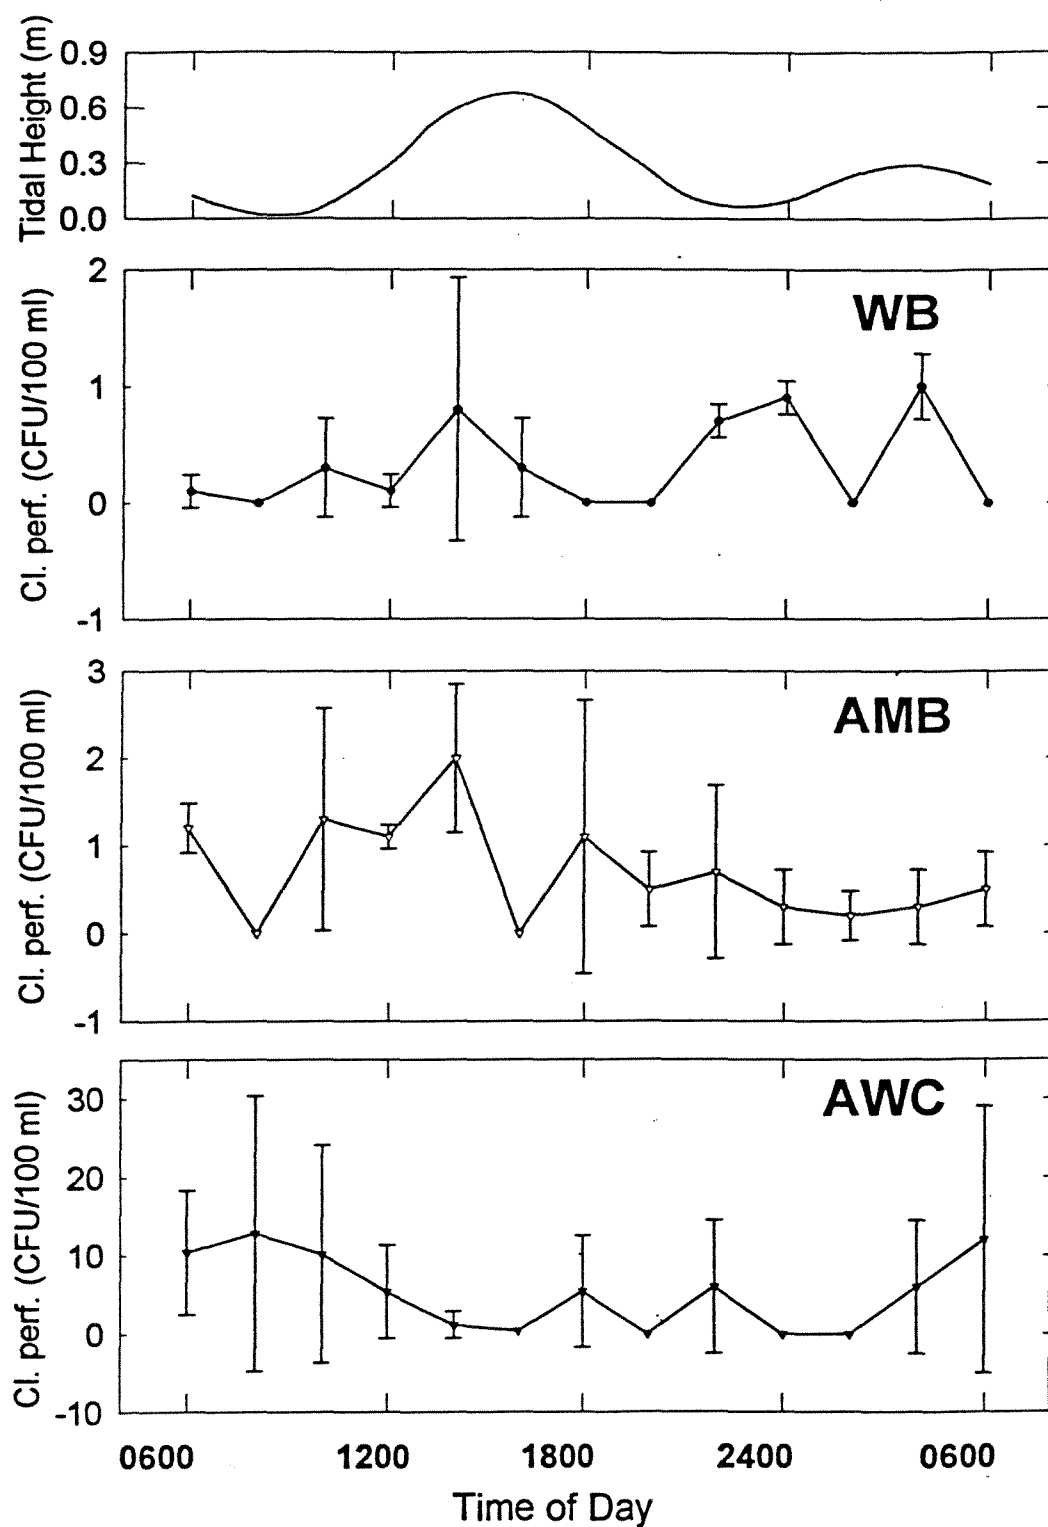 Tidal Height (m)
0.9
0.6
0.3
0.0
Cl. perf. (CFU/100 ml)
2
1
0
-1
WB
Cl. perf. (CFU/100 ml)
3
2
1
0
-1
AMB
Cl. perf. (CFU/100 ml)
30
20
10
0
-10
AWC
0600 1200 1800 2400 0600
Time of Day